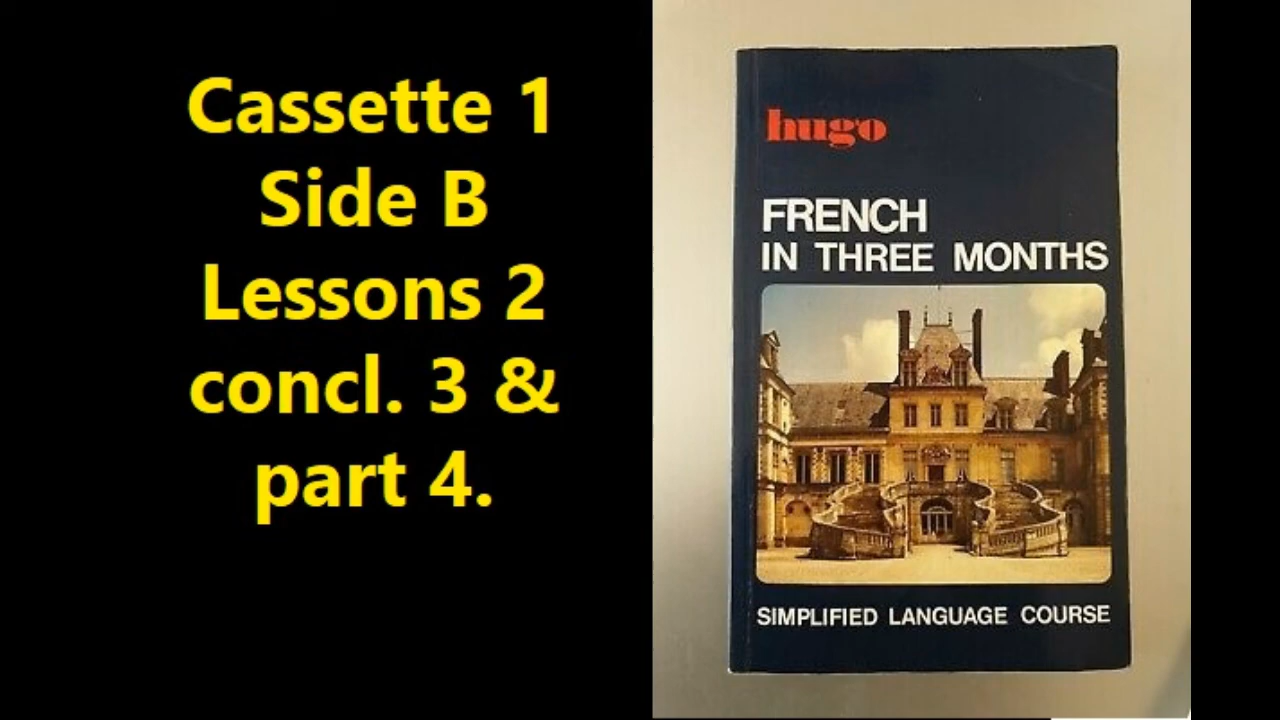 Cassette 1
Side B
Lessons 2
concl. 3 &
part 4.
hugo
FRENCH
IN THREE MONTHS
SIMPLIFIED LANGUAGE COURSE